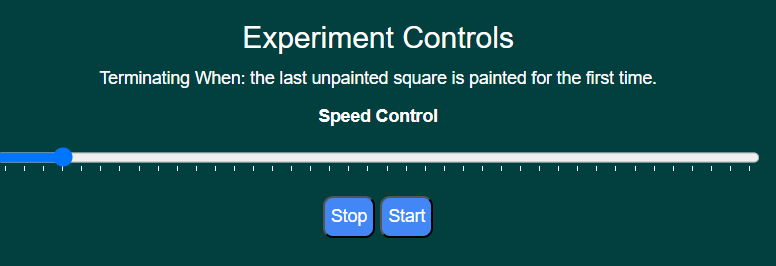 Experiment Controls
Terminating When: the last unpainted square is painted for the first time.
Speed Control
Stop Start